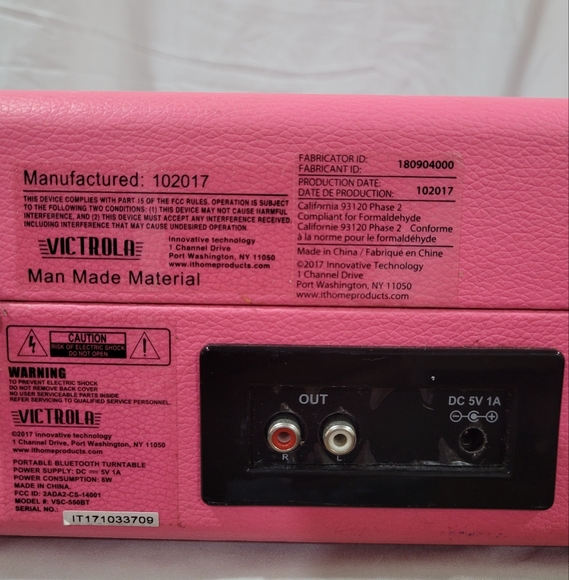 Manufactured: 102017
THIS DEVICE COMPLIES WITH PART 15 OF THE FCC RULES. OPERATION IS SUBJECT
TO THE FOLLOWING TWO CONDITIONS: (1) THIS DEVICE MAY NOT CAUSE HARMFUL
INTERFERENCE, AND (2) THIS DEVICE MUST ACCEPT ANY INTERFERENCE RECEIVED,
INCLUDING INTERFERENCE THAT MAY CAUSE UNDESIRED OPERATION.
VICTROLA
innovative technology
1 Channel Drive
Port Washington, NY 11050
www.ithomeproducts.com
Man Made Material
FABRICATOR ID:
FABRICANT ID: 180904000
PRODUCTION DATE:
DATE DE PRODUCTION: 102017
California 93120 Phase 2
Compliant for Formaldehyde
Californie 93120 Phase 2 Conforme
à la norme pour le formaldéhyde
Made in China / Fabriqué en Chine
©2017 Innovative Technology
1 Channel Drive
Port Washington, NY 11050
www.ithomeproducts.com
CAUTION
RISK OF ELECTRIC SHOCK
DO NOT OPEN
WARNING
TO PREVENT ELECTRIC SHOCK
DO NOT REMOVE BACK COVER
NO USER SERVICEABLE PARTS INSIDE
REFER SERVICING TO QUALIFIED SERVICE PERSONNEL.
VICTROLA
©2017 innovative technology
1 Channel Drive, Port Washington, NY 11050
www.ithomeproducts.com
PORTABLE BLUETOOTH TURNTABLE
POWER SUPPLY: DC ⎓ 5V 1A
POWER CONSUMPTION: 5W
MADE IN CHINA.
FCC ID: 2ADA2-CS-14001
MODEL #: VSC-550BT
SERIAL NO.: IT171033709
OUT
R L
DC 5V 1A